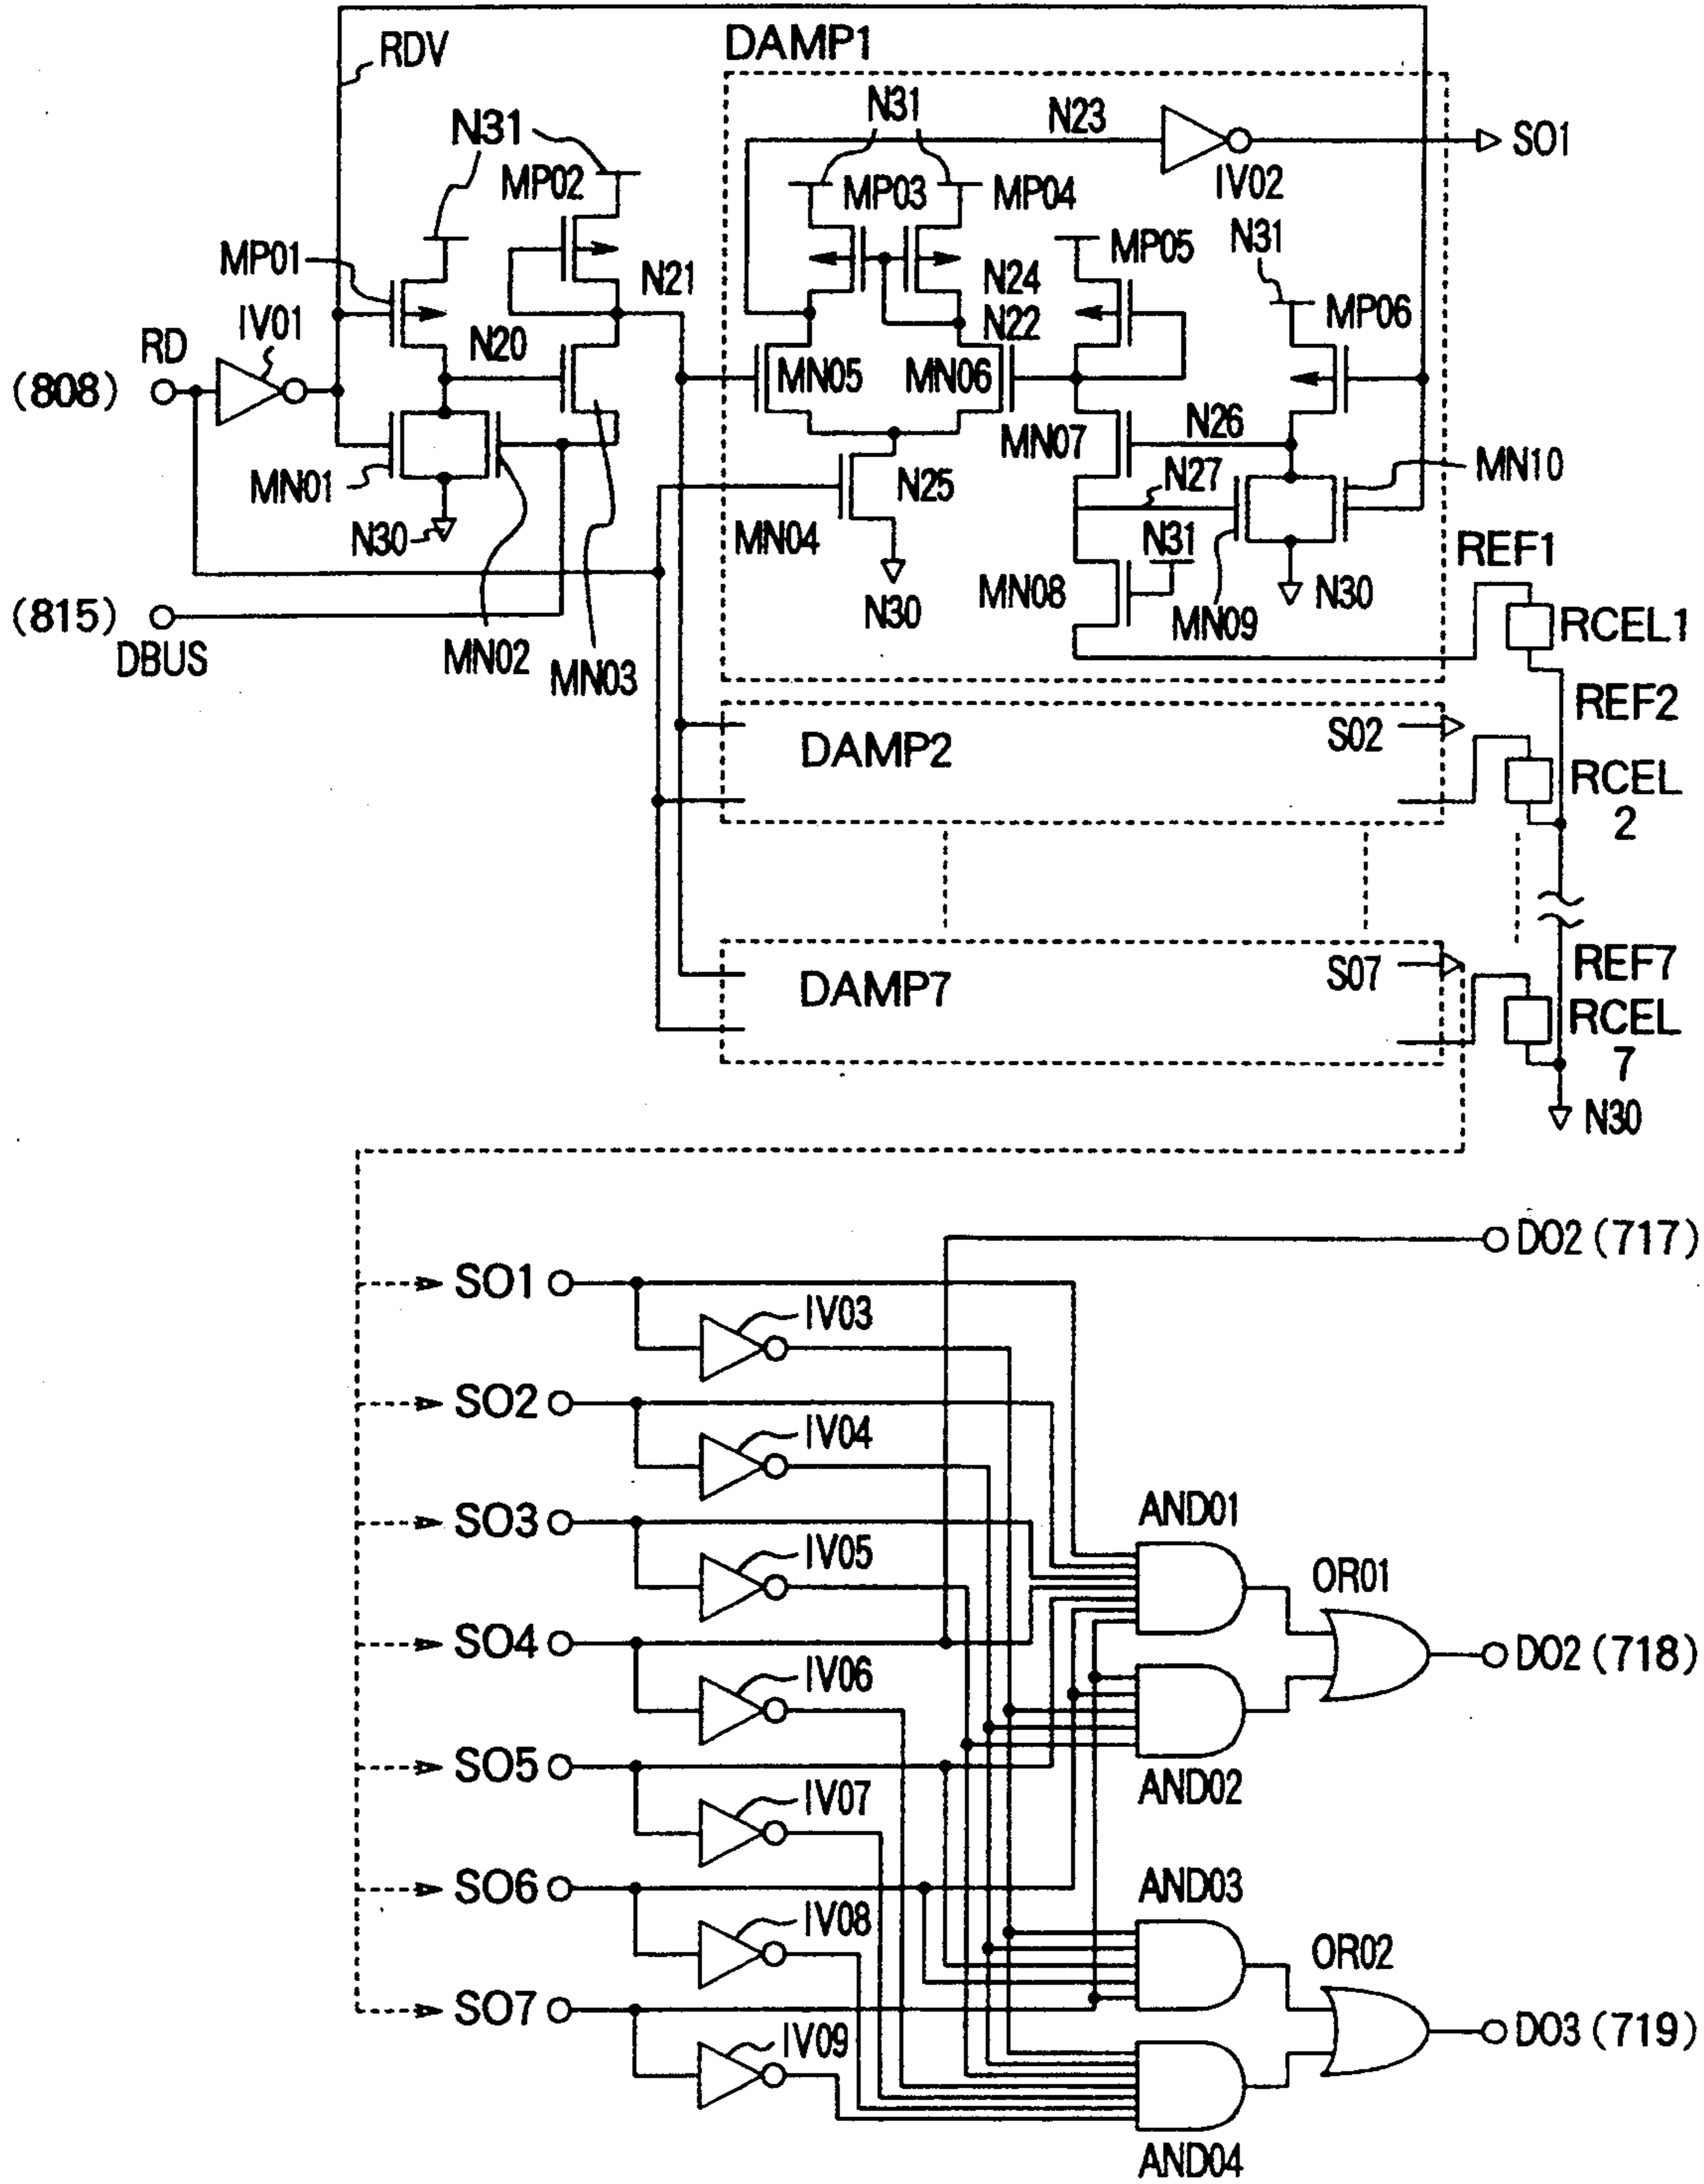 DAMP1
RDV
N31
N31
N23
SO1
MP02
IV02
MP03
MP04
N31
MP01
MP05
MP06
N21
N24
IV01
N20
N22
RD
(808)
MN05
MN06
MN07
N26
MN01
N25
N27
MN10
N30
MN04
N31
REF1
MN08
(815)
N30
MN09
N30
RCEL1
DBUS
MN02
MN03
REF2
DAMP2
S02
RCEL
2
DAMP7
S07
REF7
RCEL
7
N30
DO2 (717)
SO1
IV03
SO2
IV04
SO3
IV05
AND01
OR01
SO4
DO2 (718)
IV06
SO5
IV07
AND02
SO6
AND03
IV08
OR02
SO7
IV09
DO3 (719)
AND04